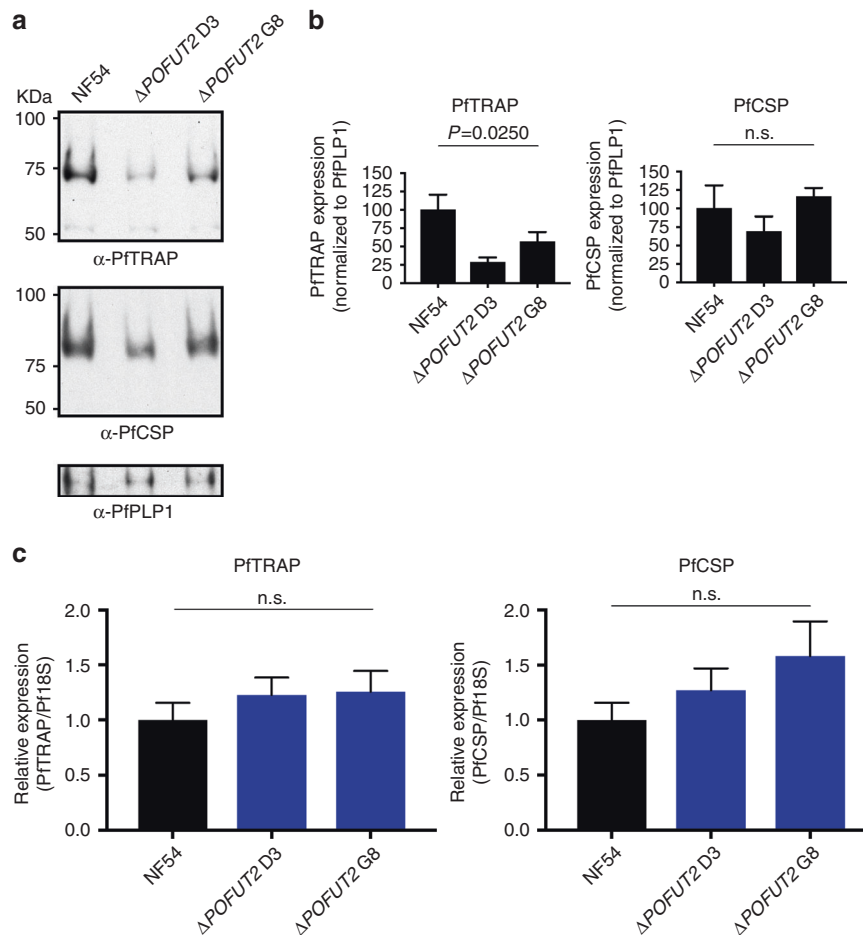 a
NF54
ΔPOFUT2 D3
ΔPOFUT2 G8
KDa
100
75
50
α-PfTRAP
100
75
50
α-PfCSP
α-PfPLP1
b
PfTRAP
P=0.0250
PfTRAP expression
(normalized to PfPLP1)
150
125
100
75
50
25
0
NF54
ΔPOFUT2 D3
ΔPOFUT2 G8
PfCSP
n.s.
PfCSP expression
(normalized to PfPLP1)
150
125
100
75
50
25
0
NF54
ΔPOFUT2 D3
ΔPOFUT2 G8
c
PfTRAP
n.s.
Relative expression
(PfTRAP/Pf18S)
2.0
1.5
1.0
0.5
0.0
NF54
ΔPOFUT2 D3
ΔPOFUT2 G8
PfCSP
n.s.
Relative expression
(PfCSP/Pf18S)
2.0
1.5
1.0
0.5
0.0
NF54
ΔPOFUT2 D3
ΔPOFUT2 G8